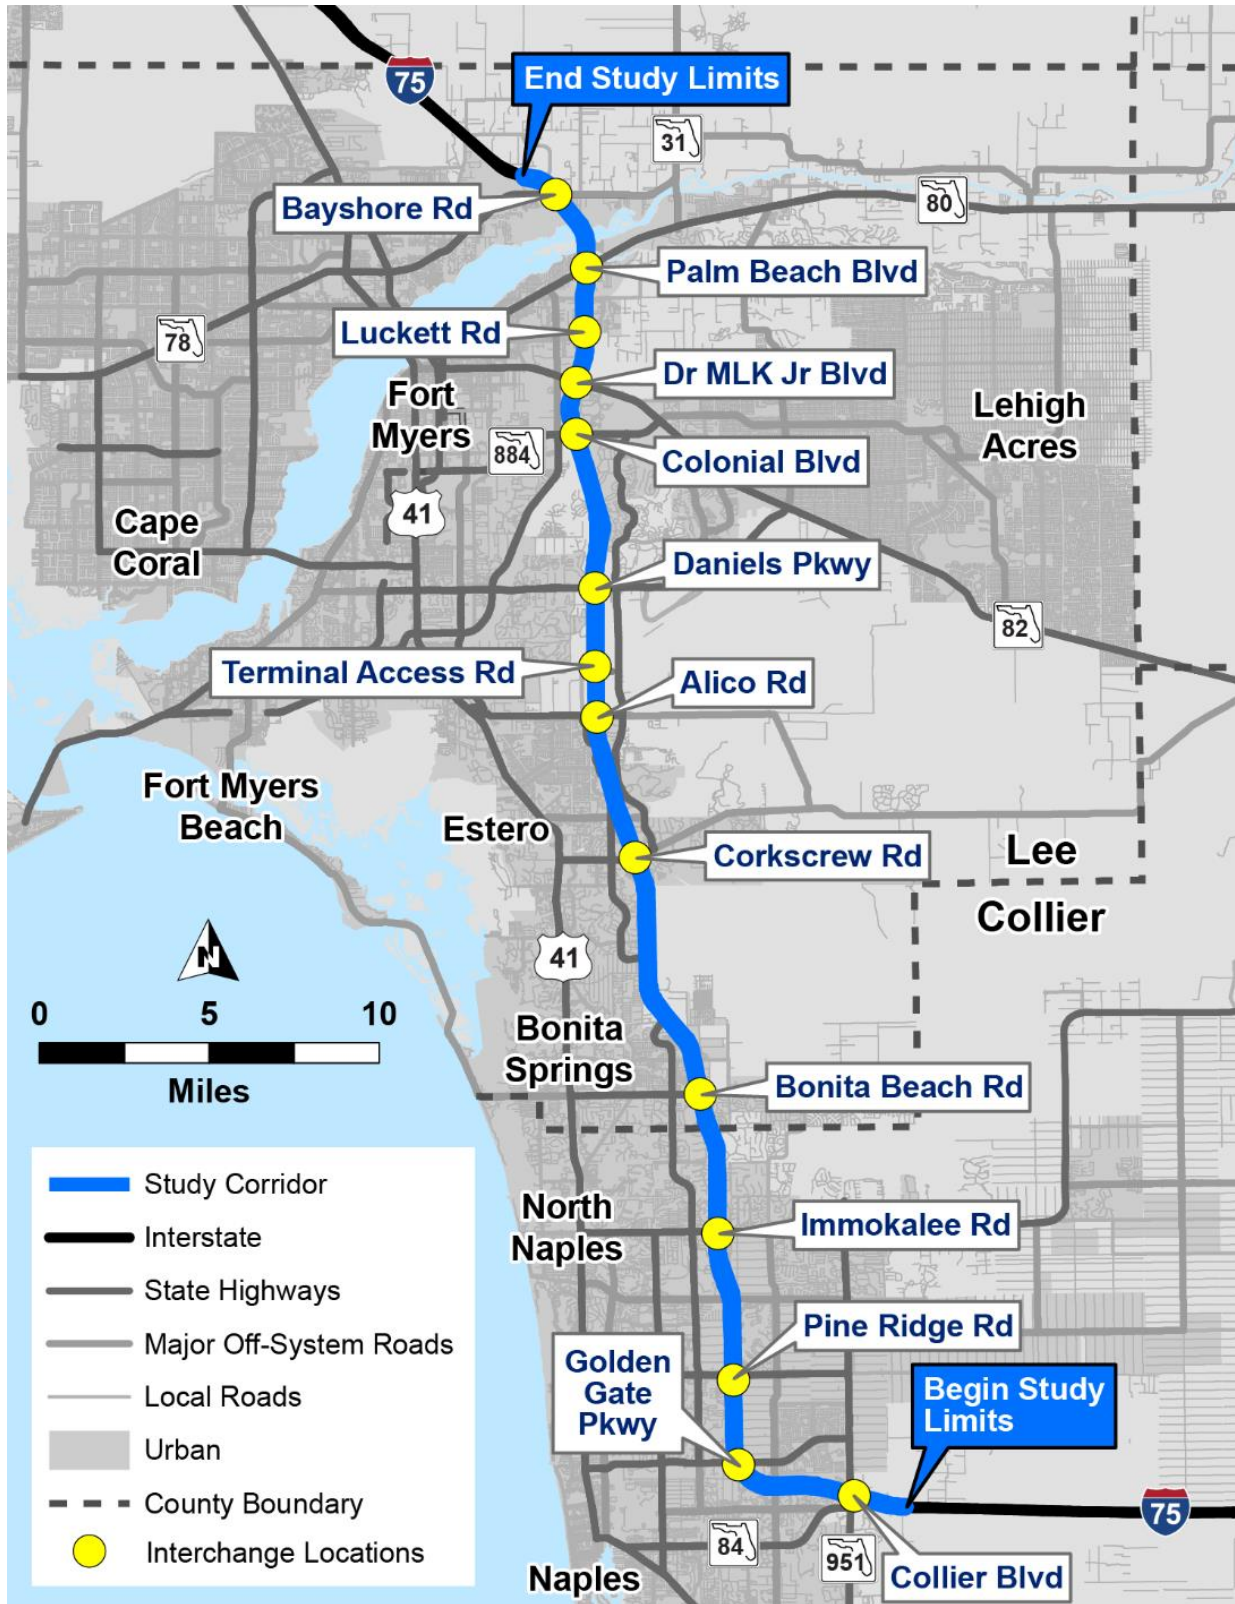 75
End Study Limits
31
Bayshore Rd
80
Palm Beach Blvd
Luckett Rd
78
Dr MLK Jr Blvd
Fort
Myers
Lehigh
Acres
884
Colonial Blvd
41
Cape
Coral
Daniels Pkwy
82
Terminal Access Rd
Alico Rd
Fort Myers
Beach
Estero
Corkscrew Rd
Lee
Collier
N
41
0 5 10
Miles
Bonita
Springs
Bonita Beach Rd
Study Corridor
Interstate
State Highways
Major Off-System Roads
Local Roads
Urban
County Boundary
Interchange Locations
North
Naples
Immokalee Rd
Pine Ridge Rd
Golden
Gate
Pkwy
Begin Study
Limits
75
84
951
Collier Blvd
Naples